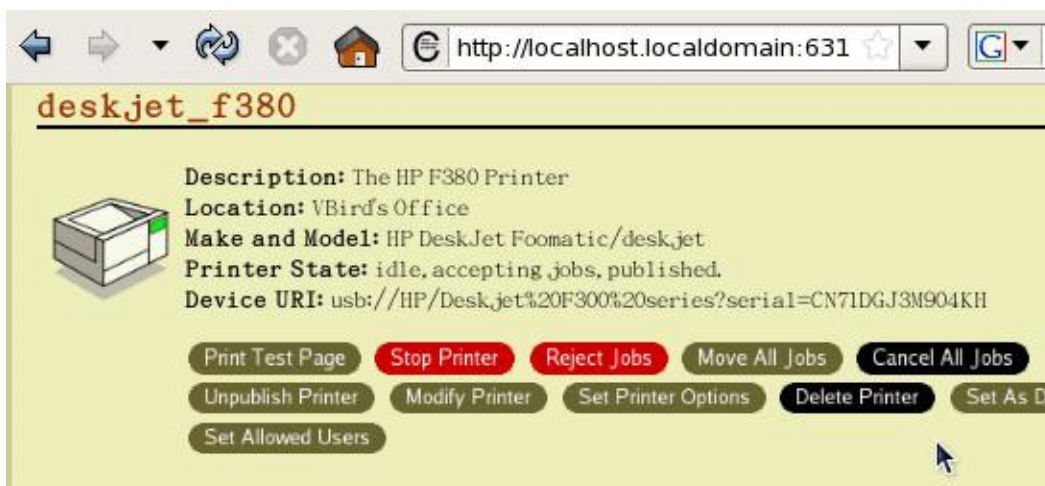 http://localhost.localdomain:631
deskjet_f380
Description: The HP F380 Printer
Location: VBird's Office
Make and Model: HP DeskJet Foomatic/deskjet
Printer State: idle, accepting jobs, published.
Device URI: usb://HP/Deskjet%20F300%20series?serial=CN71DGJ3M904KH
Print Test Page Stop Printer Reject Jobs Move All Jobs Cancel All Jobs
Unpublish Printer Modify Printer Set Printer Options Delete Printer Set As D
Set Allowed Users